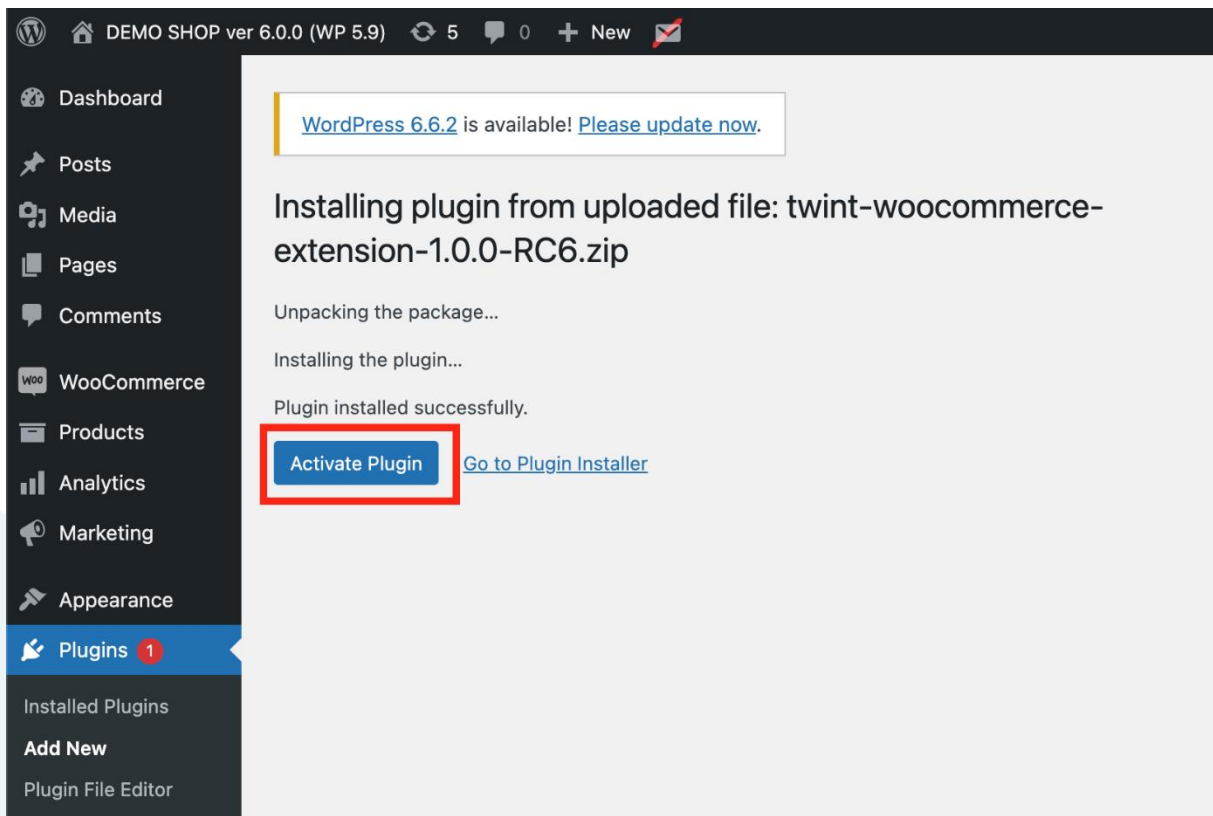 DEMO SHOP ver 6.0.0 (WP 5.9) 5 0 + New
Dashboard
WordPress 6.6.2 is available! Please update now.
Posts
Media
Pages
Comments
WooCommerce
Products
Analytics
Marketing
Appearance
Plugins 1
Installed Plugins
Add New
Plugin File Editor
Installing plugin from uploaded file: twint-woocommerce-
extension-1.0.0-RC6.zip
Unpacking the package...
Installing the plugin...
Plugin installed successfully.
Activate Plugin Go to Plugin Installer